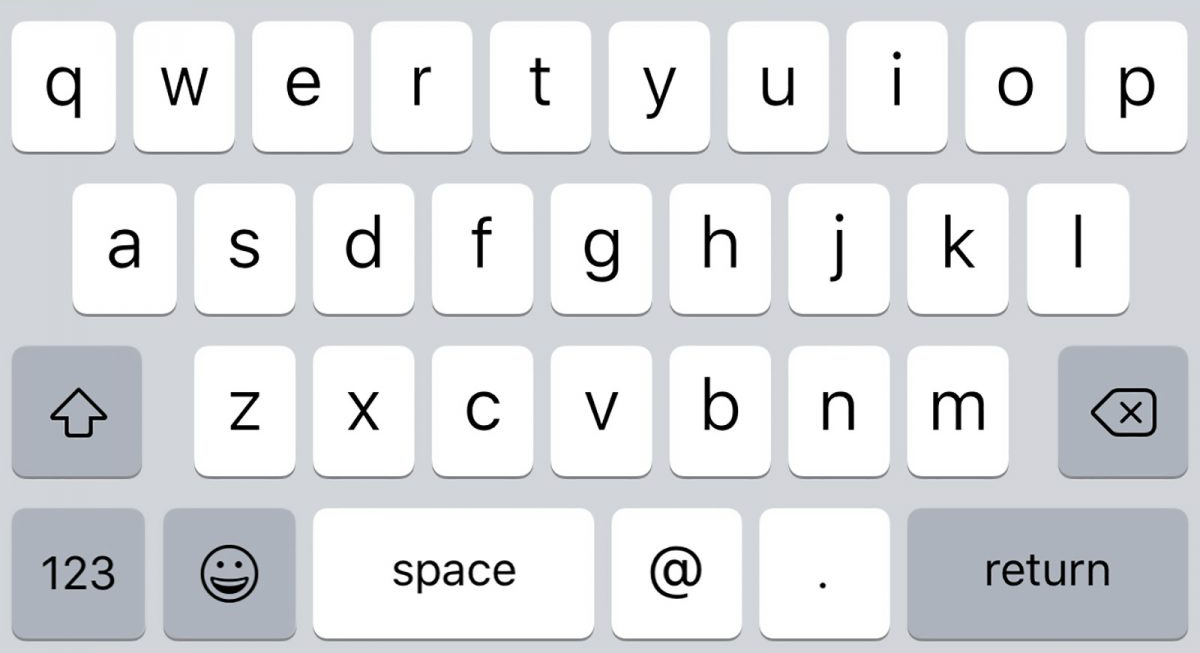 q w e r t y u i o p
a s d f g h j k l
z x c v b n m
123 space @ . return